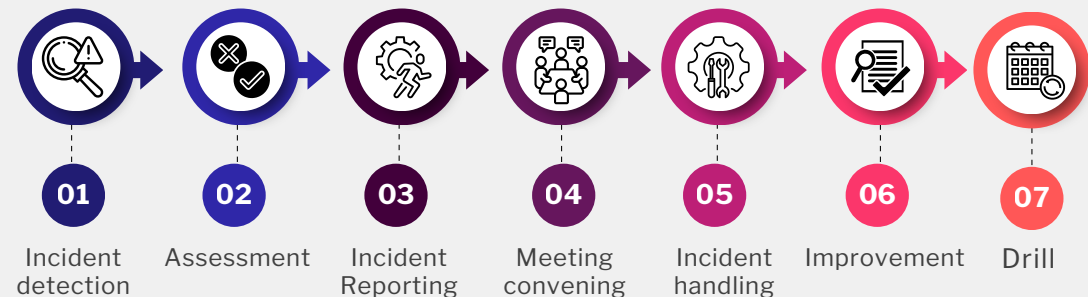 01
02
03
04
05
06
07
Incident
detection
Assessment
Incident
Reporting
Meeting
convening
Incident
handling
Improvement
Drill